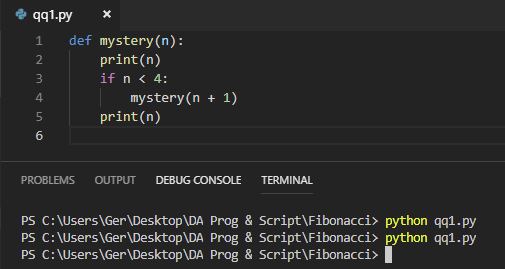 qq1.py ×
1 def mystery(n):
2     print(n)
3     if n < 4:
4         mystery(n + 1)
5     print(n)
6
PROBLEMS OUTPUT DEBUG CONSOLE TERMINAL
PS C:\Users\Ger\Desktop\DA Prog & Script\Fibonacci> python qq1.py
PS C:\Users\Ger\Desktop\DA Prog & Script\Fibonacci> python qq1.py
PS C:\Users\Ger\Desktop\DA Prog & Script\Fibonacci>